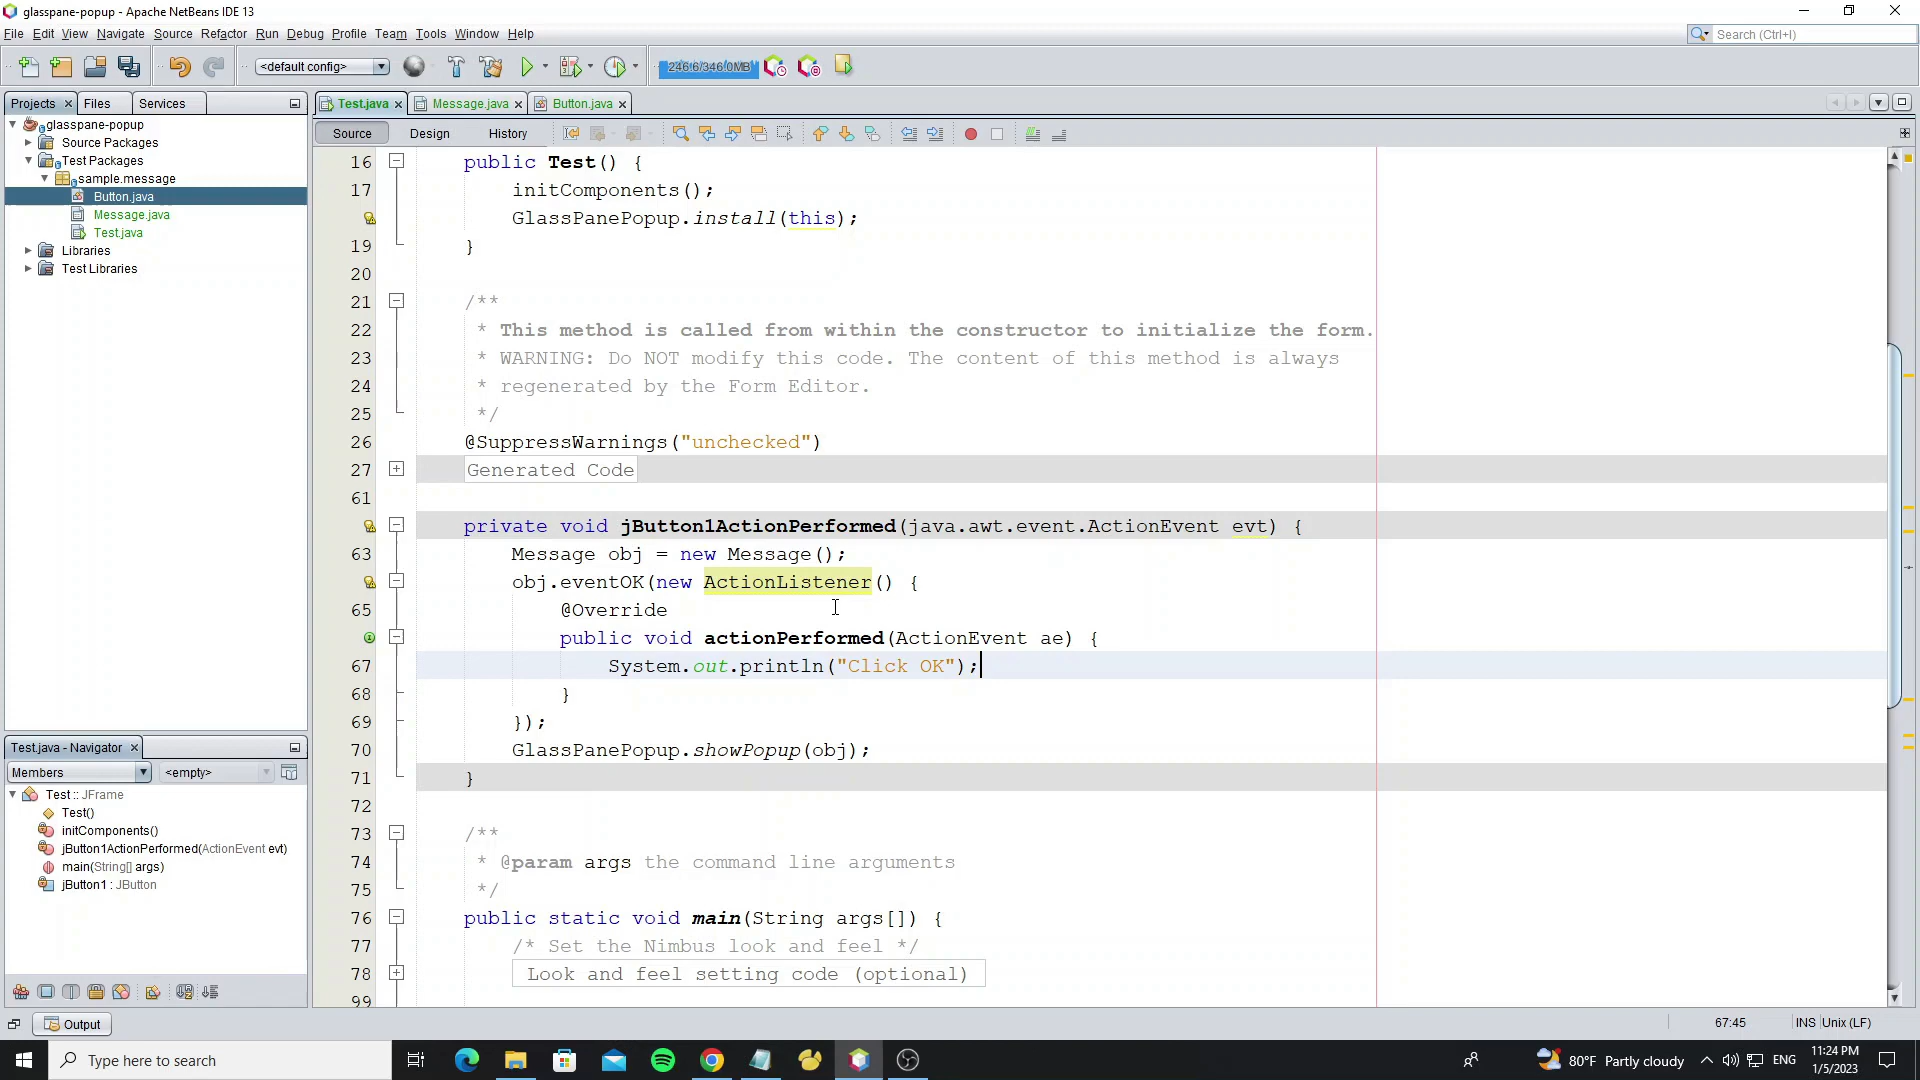 glasspane-popup - Apache NetBeans IDE 13
File Edit View Navigate Source Refactor Run Debug Profile Team Tools Window Help
Search (Ctrl+I)
<default config>
246.6/346.0MB
Projects Files Services
Test.java Message.java Button.java
glasspane-popup
Source Packages
Test Packages
sample.message
Button.java
Message.java
Test.java
Libraries
Test Libraries
Source Design History
16 public Test() {
17 initComponents();
GlassPanePopup.install(this);
19 }
20
21 /**
22 * This method is called from within the constructor to initialize the form.
23 * WARNING: Do NOT modify this code. The content of this method is always
24 * regenerated by the Form Editor.
25 */
26 @SuppressWarnings("unchecked")
27 Generated Code
61
private void jButton1ActionPerformed(java.awt.event.ActionEvent evt) {
63 Message obj = new Message();
obj.eventOK(new ActionListener() {
65 @Override
public void actionPerformed(ActionEvent ae) {
67 System.out.println("Click OK");
68 }
69 });
70 GlassPanePopup.showPopup(obj);
71 }
72
73 /**
74 * @param args the command line arguments
75 */
76 public static void main(String args[]) {
77 /* Set the Nimbus look and feel */
78 Look and feel setting code (optional)
99
Test.java - Navigator
Members <empty>
Test :: JFrame
Test()
initComponents()
jButton1ActionPerformed(ActionEvent evt)
main(String[] args)
jButton1 : JButton
Output
67:45 INS Unix (LF)
Type here to search
80°F Partly cloudy ENG
11:24 PM
1/5/2023